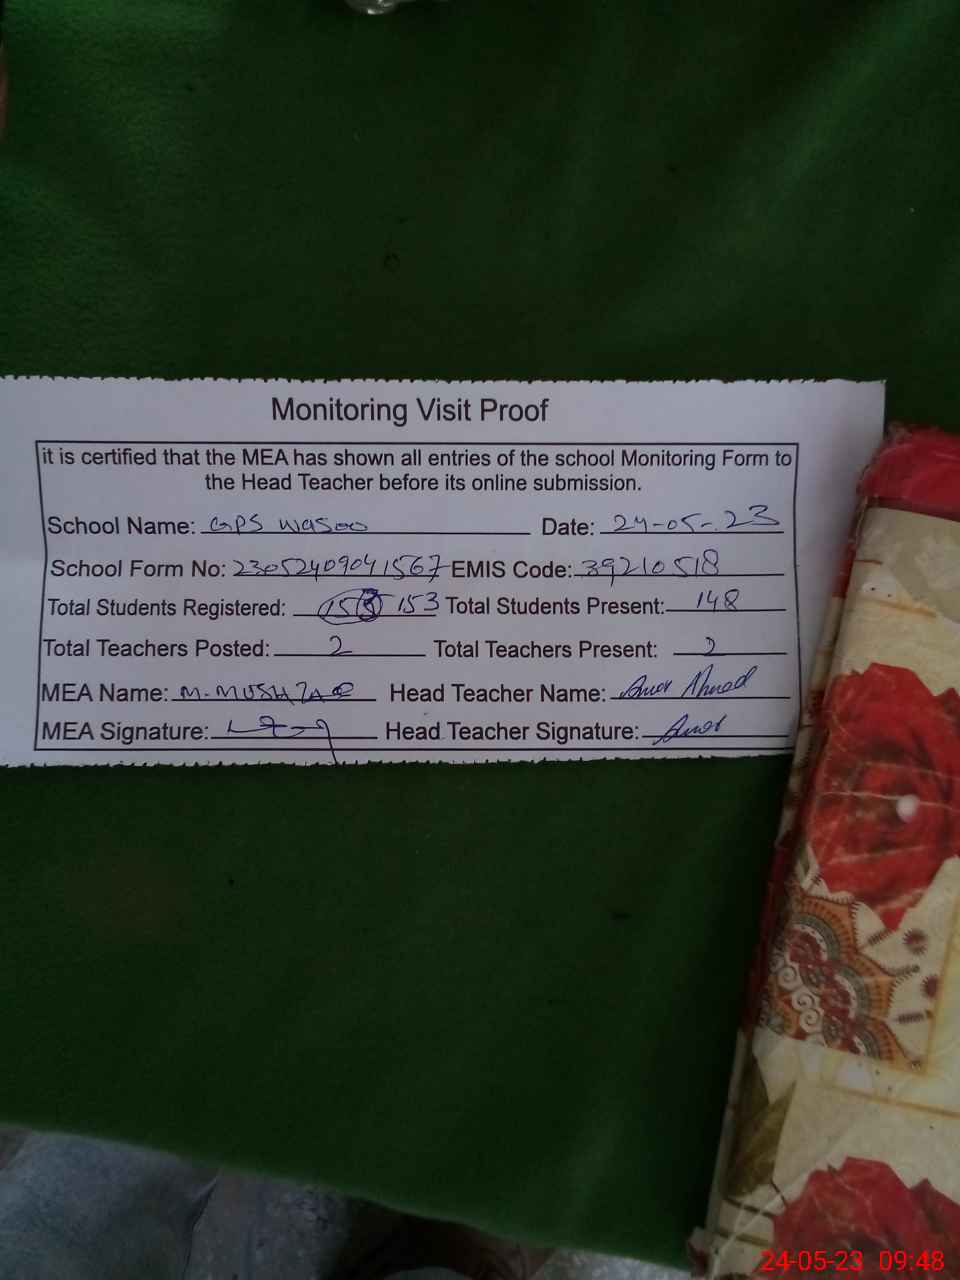 Monitoring Visit Proof
it is certified that the MEA has shown all entries of the school Monitoring Form to
the Head Teacher before its online submission.
School Name: GPS Wasoo Date: 24-05-23
School Form No: 23052409041567 EMIS Code: 39210518
Total Students Registered: 153 Total Students Present: 148
Total Teachers Posted: 2 Total Teachers Present: 2
MEA Name: M. MUSHTAQ Head Teacher Name: Ahmad
MEA Signature: Head Teacher Signature:
24-05-23 09:48